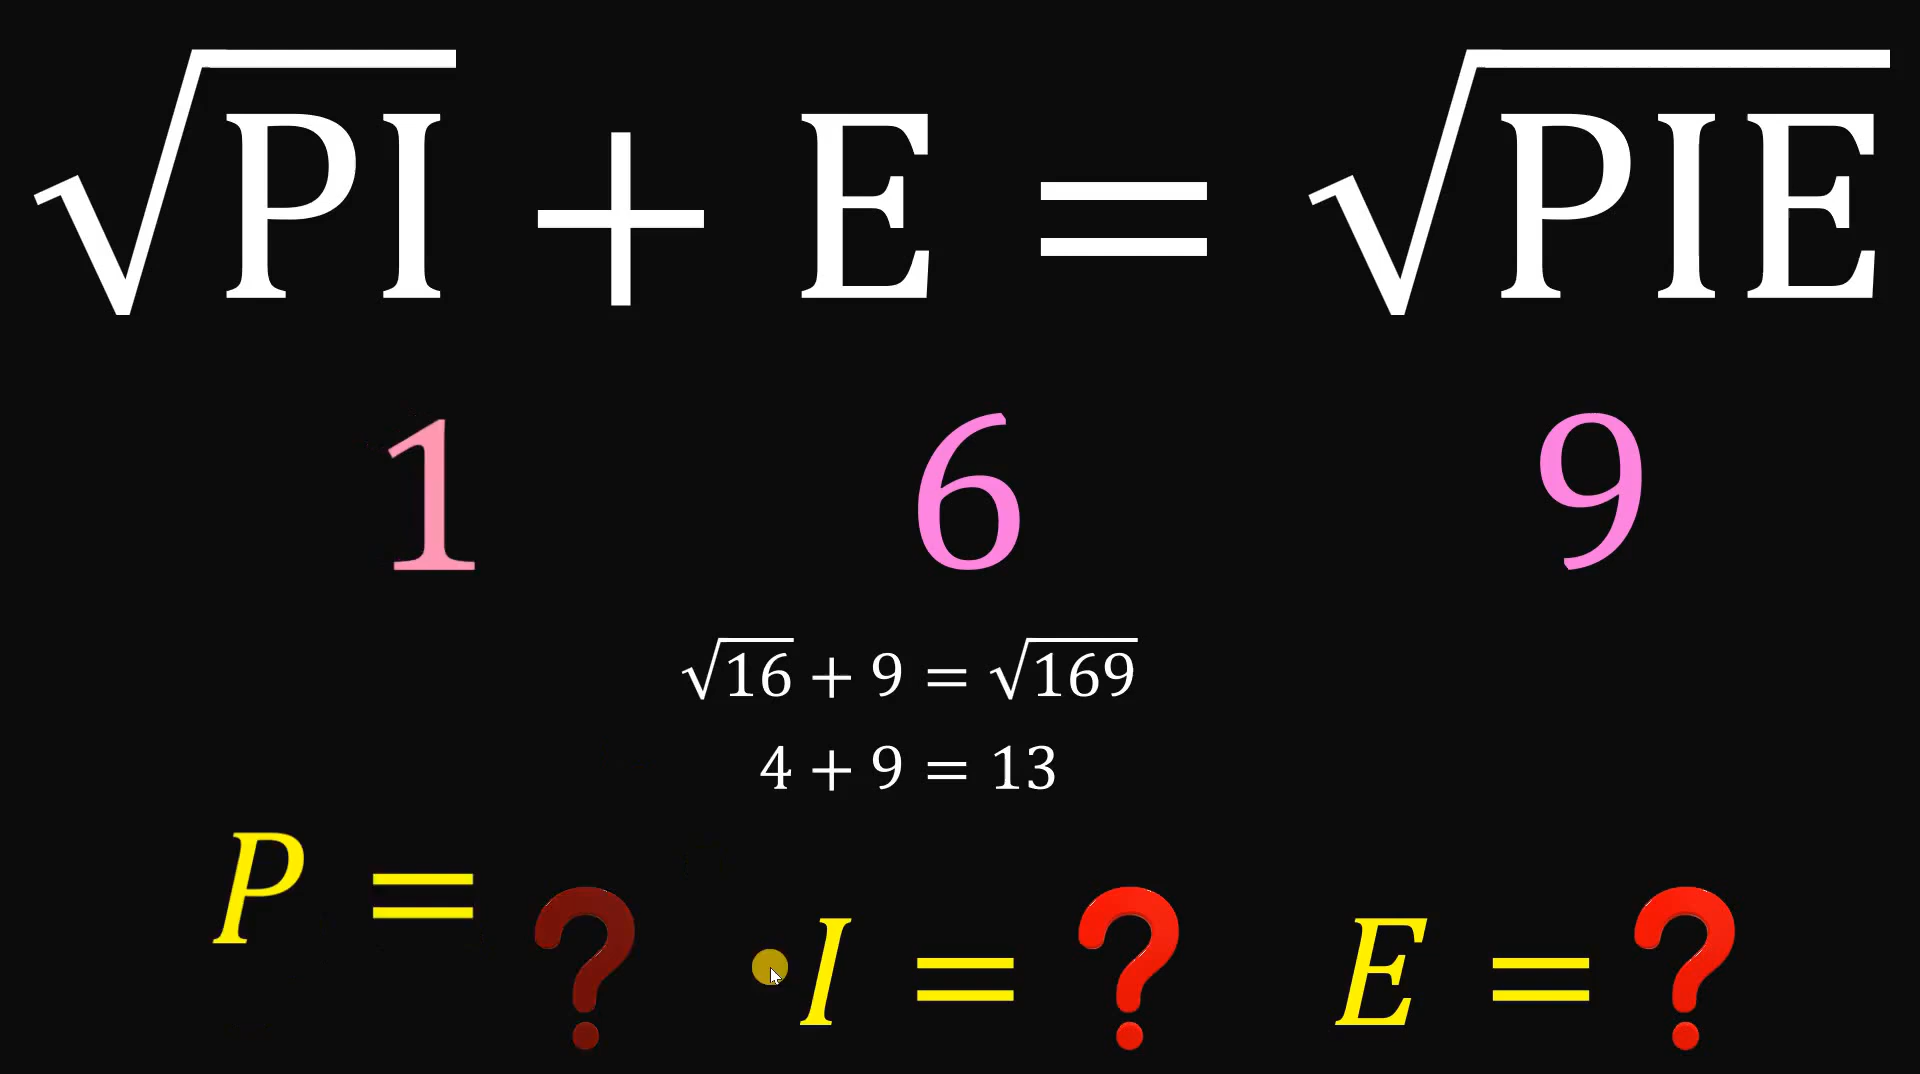 √PI + E = √PIE
1 6 9
√16 + 9 = √169
4 + 9 = 13
P = ? I = ? E = ?